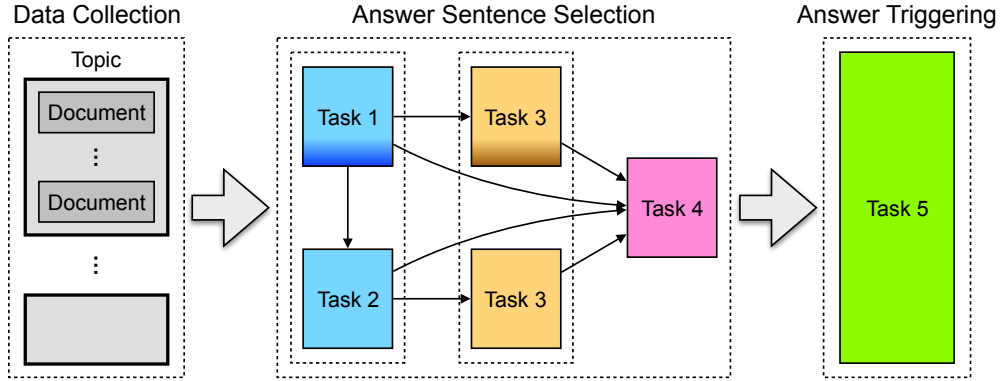 Data Collection
Answer Sentence Selection
Answer Triggering
Topic
Document
...
Document
...
Task 1
Task 3
Task 4
Task 2
Task 3
Task 5